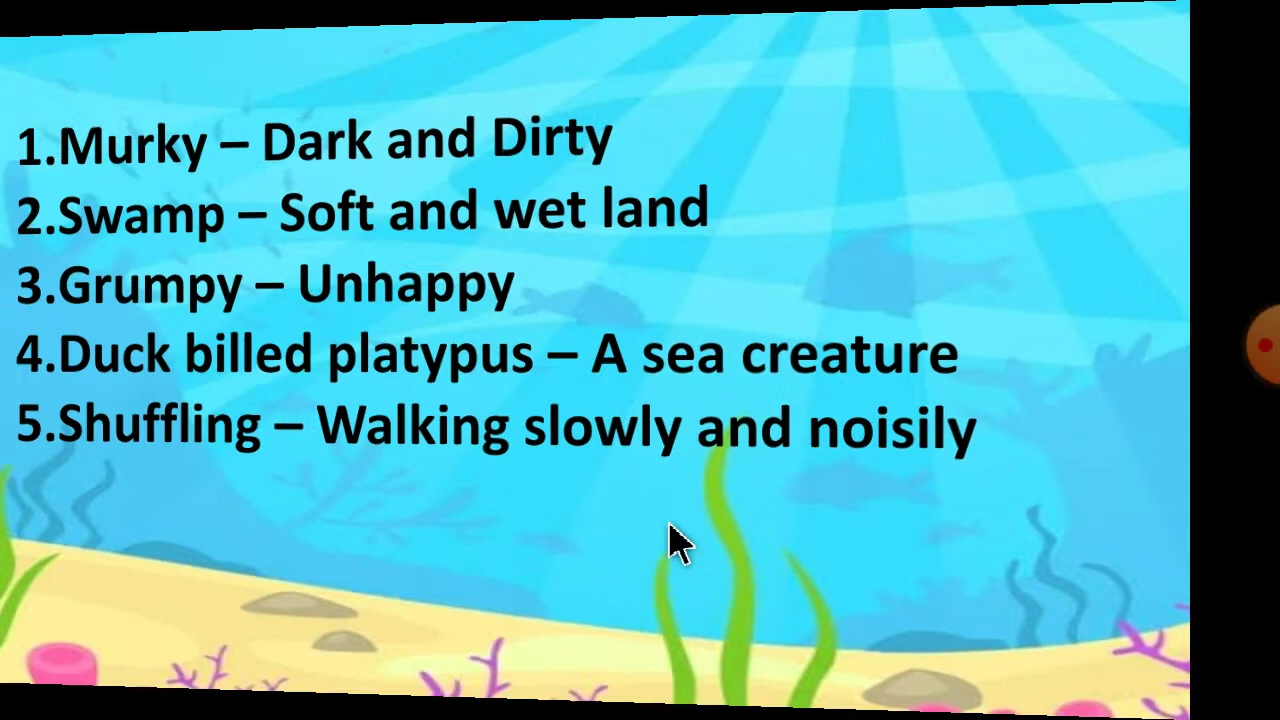 1.Murky – Dark and Dirty
2.Swamp – Soft and wet land
3.Grumpy – Unhappy
4.Duck billed platypus – A sea creature
5.Shuffling – Walking slowly and noisily